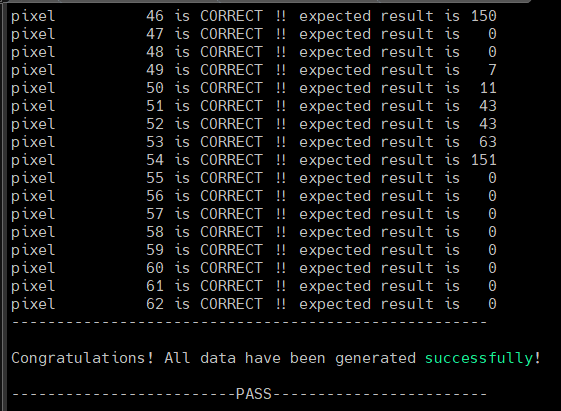 pixel          46 is CORRECT !! expected result is 150
pixel          47 is CORRECT !! expected result is   0
pixel          48 is CORRECT !! expected result is   0
pixel          49 is CORRECT !! expected result is   7
pixel          50 is CORRECT !! expected result is  11
pixel          51 is CORRECT !! expected result is  43
pixel          52 is CORRECT !! expected result is  43
pixel          53 is CORRECT !! expected result is  63
pixel          54 is CORRECT !! expected result is 151
pixel          55 is CORRECT !! expected result is   0
pixel          56 is CORRECT !! expected result is   0
pixel          57 is CORRECT !! expected result is   0
pixel          58 is CORRECT !! expected result is   0
pixel          59 is CORRECT !! expected result is   0
pixel          60 is CORRECT !! expected result is   0
pixel          61 is CORRECT !! expected result is   0
pixel          62 is CORRECT !! expected result is   0
-----------------------------------------------------
Congratulations! All data have been generated successfully!
-------------------------PASS------------------------